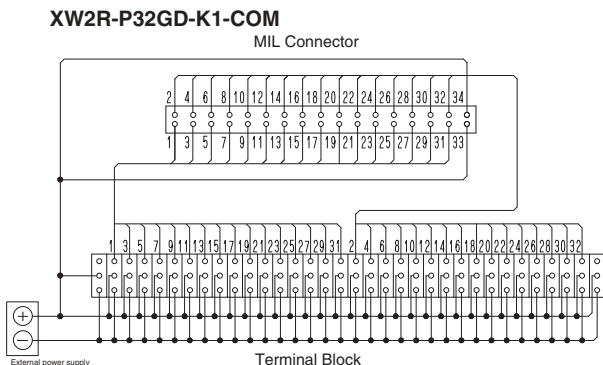 XW2R-P32GD-K1-COM
MIL Connector
2 4 6 8 10 12 14 16 18 20 22 24 26 28 30 32 34
1 3 5 7 9 11 13 15 17 19 21 23 25 27 29 31 33
1 3 5 7 9 11 13 15 17 19 21 23 25 27 29 31 2 4 6 8 10 12 14 16 18 20 22 24 26 28 30 32
+
−
External power supply
Terminal Block